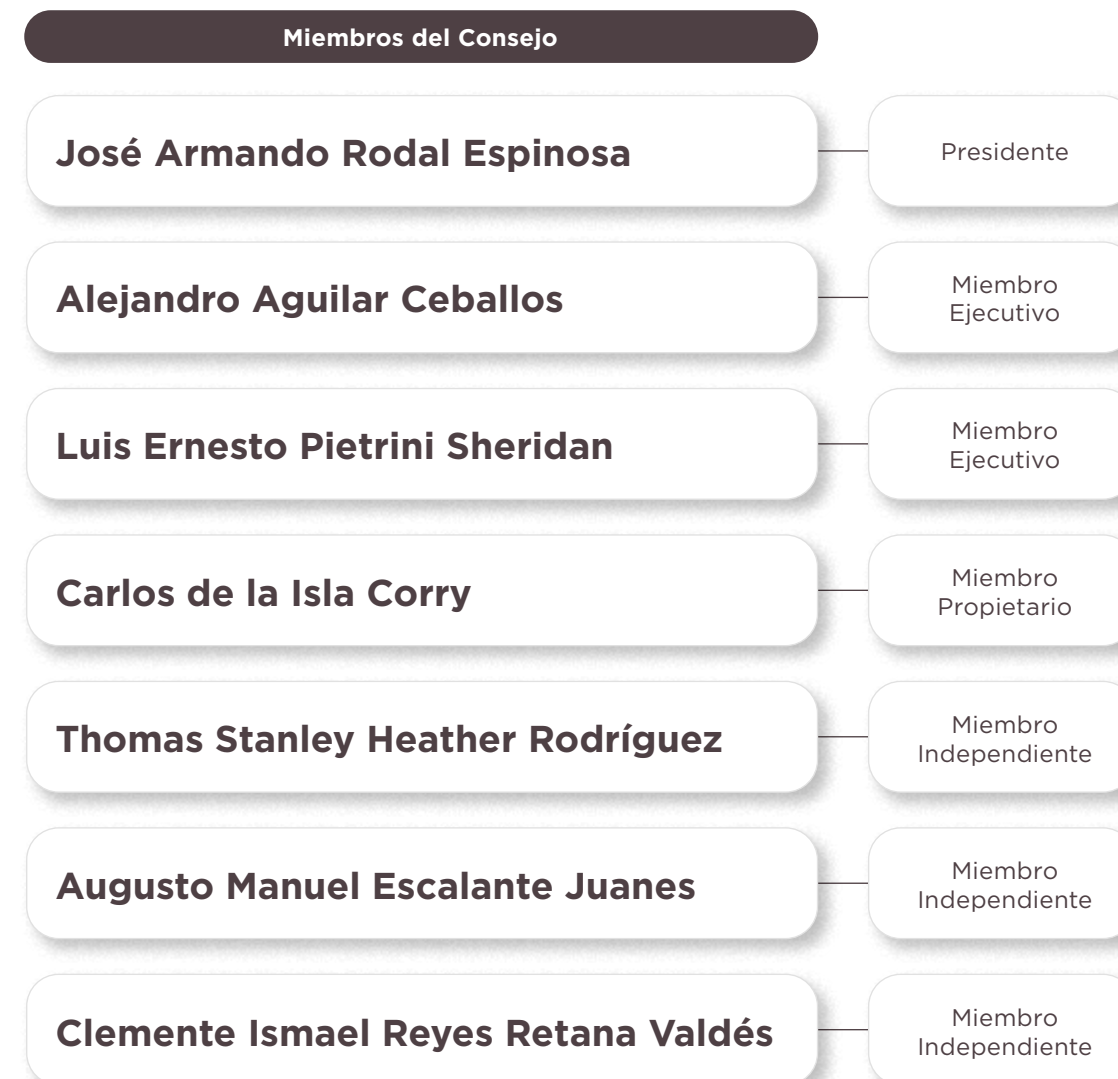 Miembros del Consejo
José Armando Rodal Espinosa
Presidente
Alejandro Aguilar Ceballos
Miembro
Ejecutivo
Luis Ernesto Pietrini Sheridan
Miembro
Ejecutivo
Carlos de la Isla Corry
Miembro
Propietario
Thomas Stanley Heather Rodríguez
Miembro
Independiente
Augusto Manuel Escalante Juanes
Miembro
Independiente
Clemente Ismael Reyes Retana Valdés
Miembro
Independiente